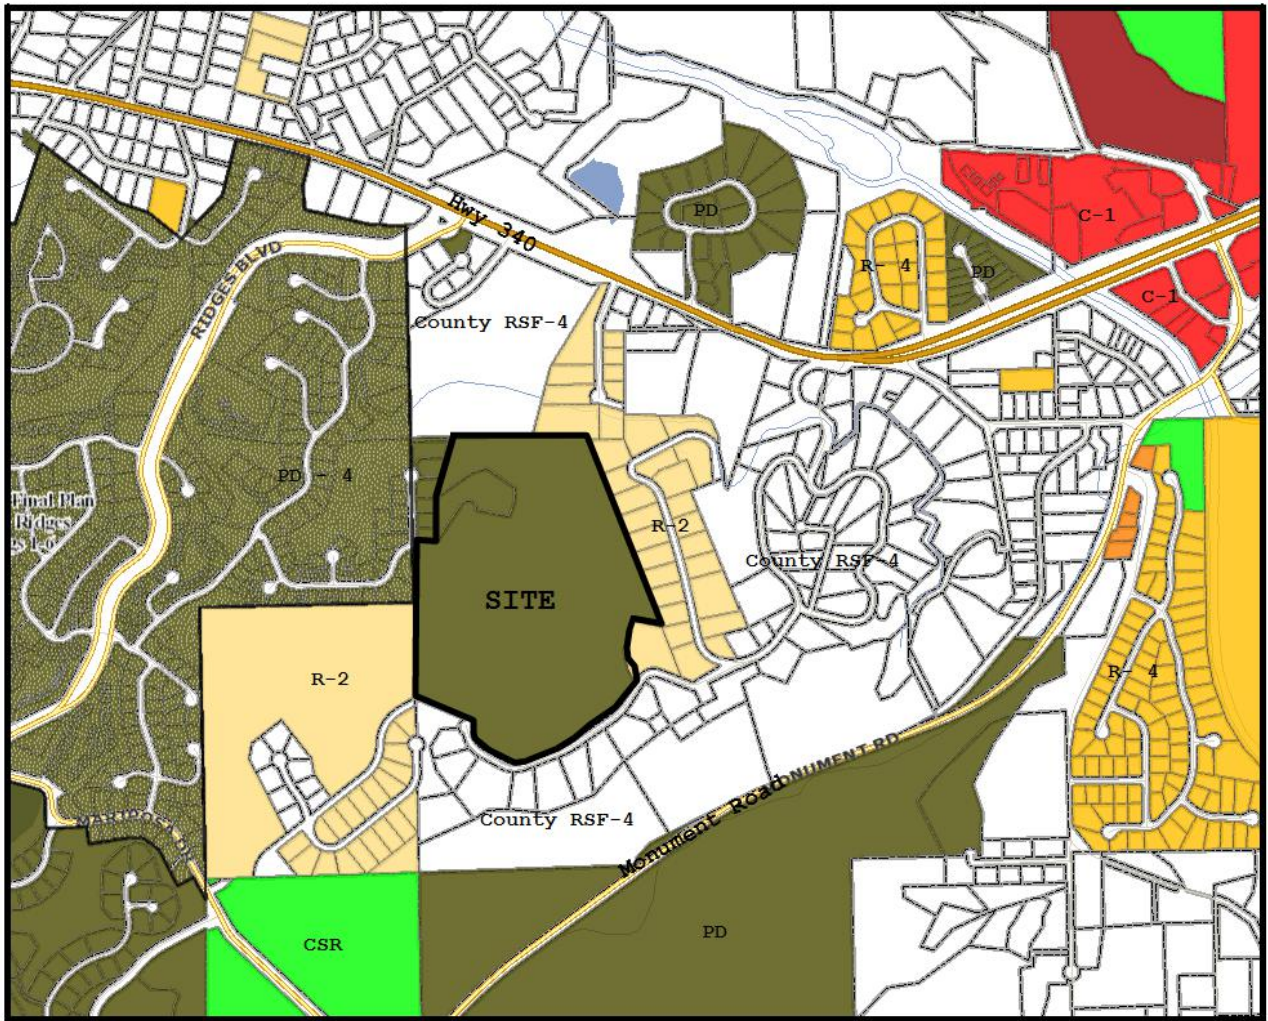 Hwy 340
PD
C-1
RIDGES BLVD
R- 4
PD
C-1
County RSF-4
PD - 4
Final Plan
Ridges
R-2
County RSF-4
SITE
R-2
R- 4
MONUMENT RD
Monument Road
County RSF-4
MARIPOSA DR
PD
CSR